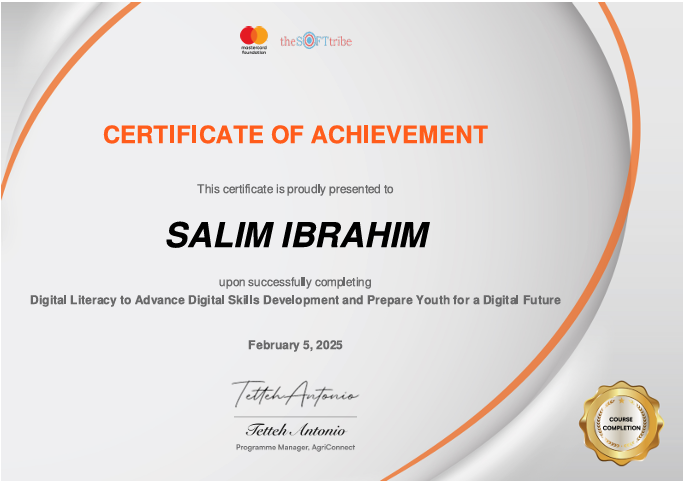 mastercard
foundation
theSOFTtribe
CERTIFICATE OF ACHIEVEMENT
This certificate is proudly presented to
SALIM IBRAHIM
upon successfully completing
Digital Literacy to Advance Digital Skills Development and Prepare Youth for a Digital Future
February 5, 2025
Tetteh Antonio
Tetteh Antonio
Programme Manager, AgriConnect
COURSE
COMPLETION